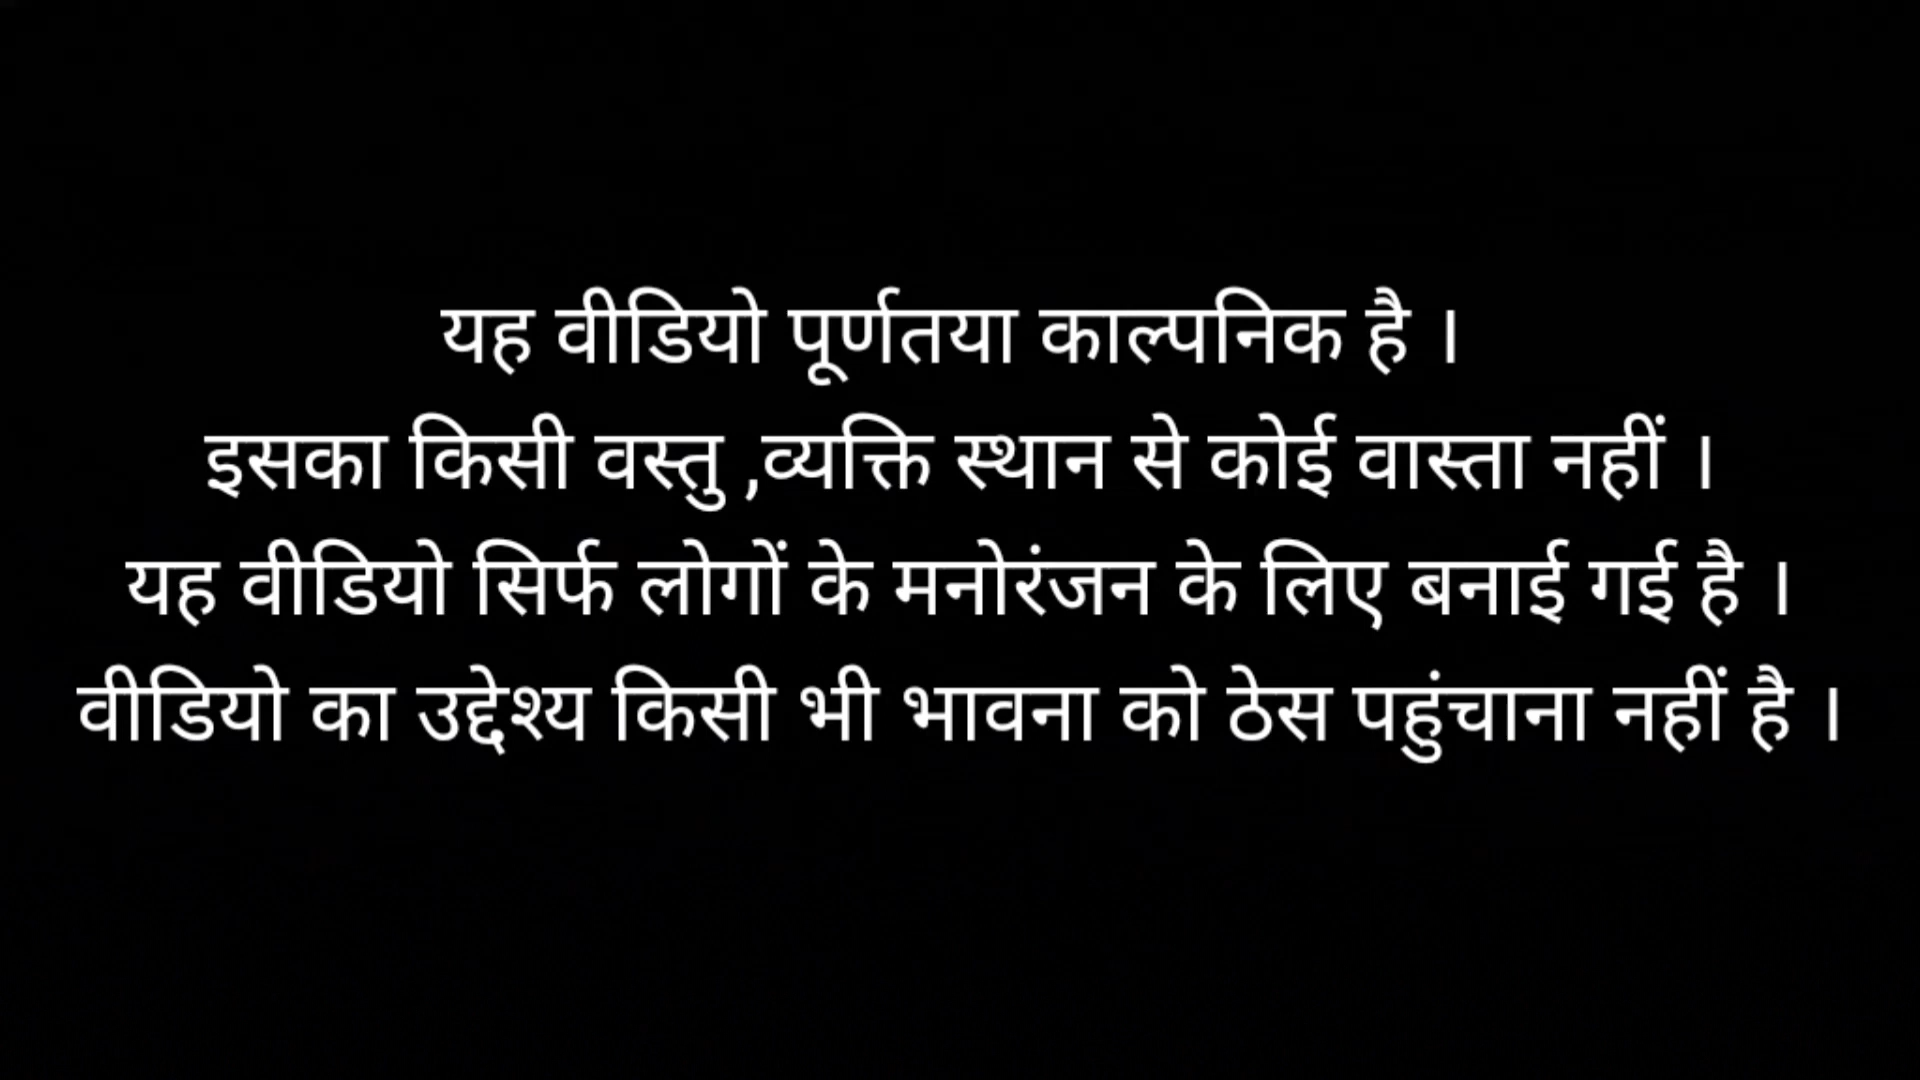 यह वीडियो पूर्णतया काल्पनिक है ।
इसका किसी वस्तु ,व्यक्ति स्थान से कोई वास्ता नहीं ।
यह वीडियो सिर्फ लोगों के मनोरंजन के लिए बनाई गई है ।
वीडियो का उद्देश्य किसी भी भावना को ठेस पहुंचाना नहीं है ।